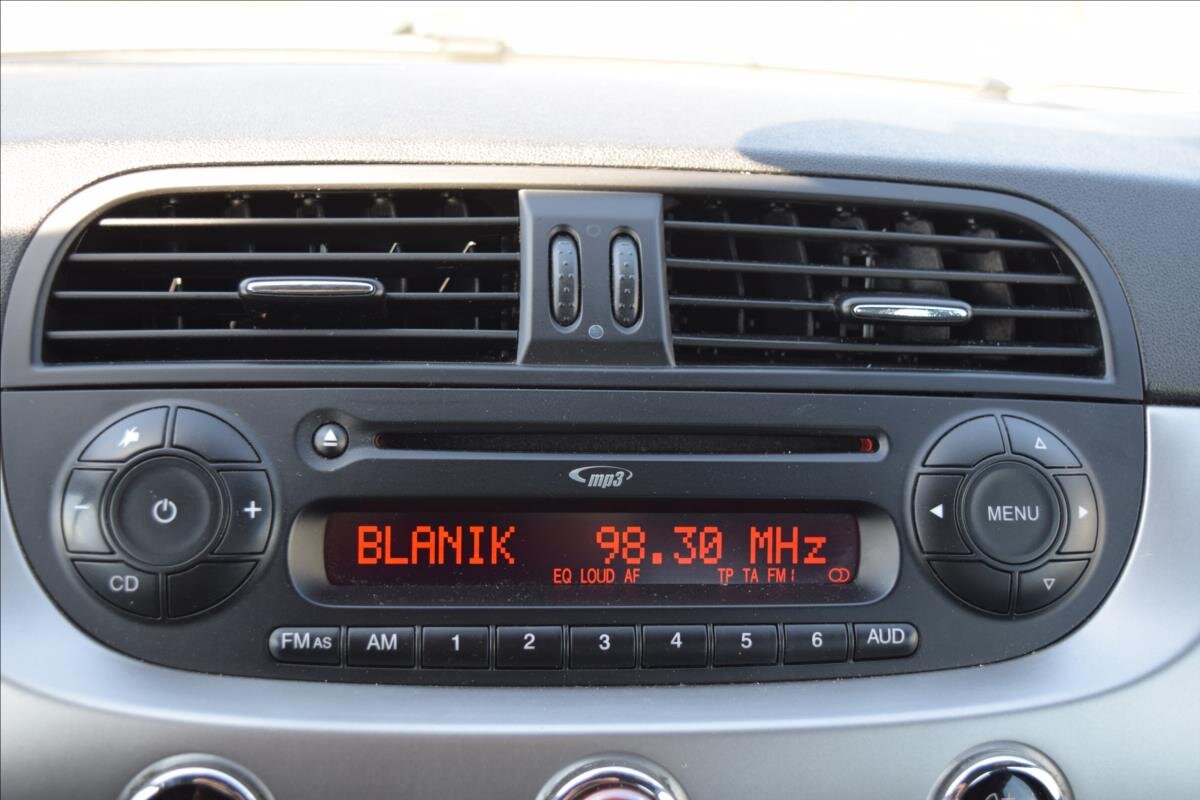 mp3
BLANIK 98.30 MHz
EQ LOUD AF TP TA FM1
CD
MENU
FM AS AM 1 2 3 4 5 6 AUD